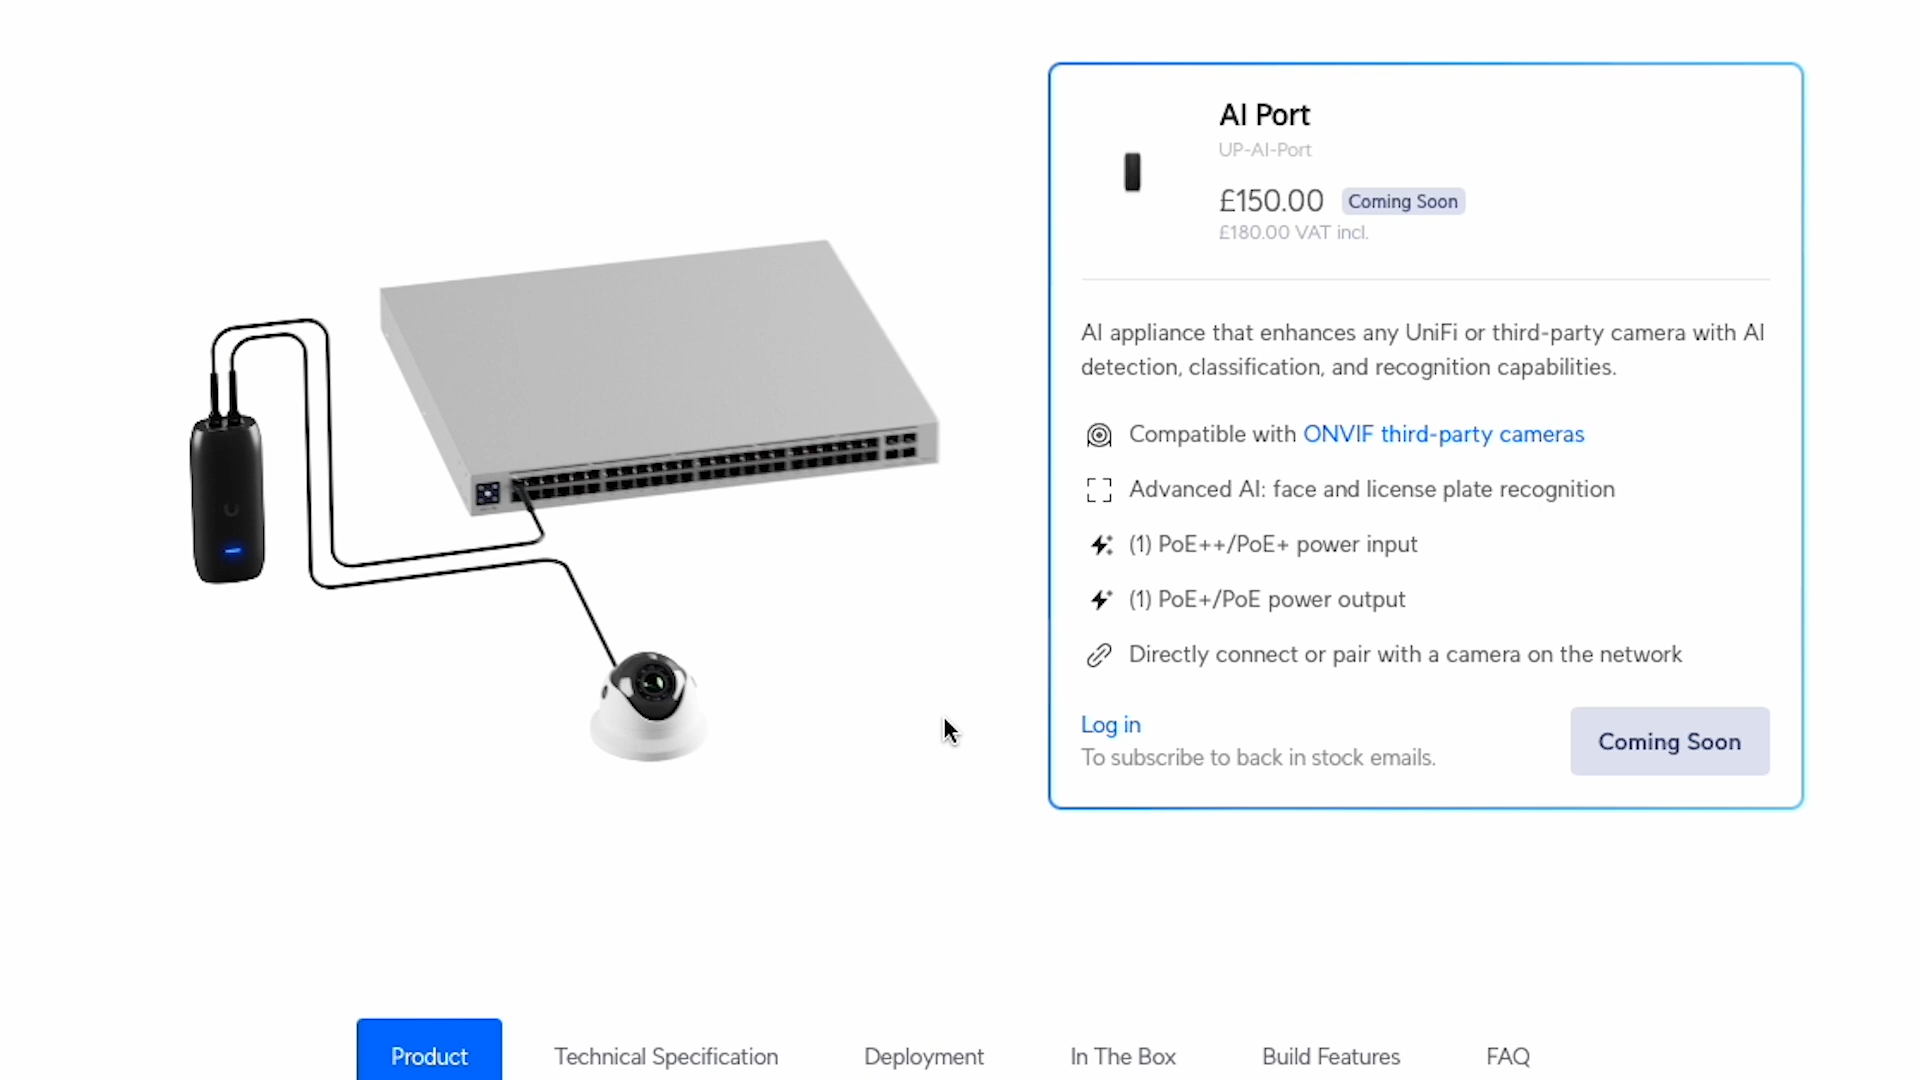 AI Port
UP-AI-Port
£150.00 Coming Soon
£180.00 VAT incl.
AI appliance that enhances any UniFi or third-party camera with AI
detection, classification, and recognition capabilities.
Compatible with ONVIF third-party cameras
Advanced AI: face and license plate recognition
(1) PoE++/PoE+ power input
(1) PoE+/PoE power output
Directly connect or pair with a camera on the network
Log in
To subscribe to back in stock emails.
Coming Soon
Product Technical Specification Deployment In The Box Build Features FAQ